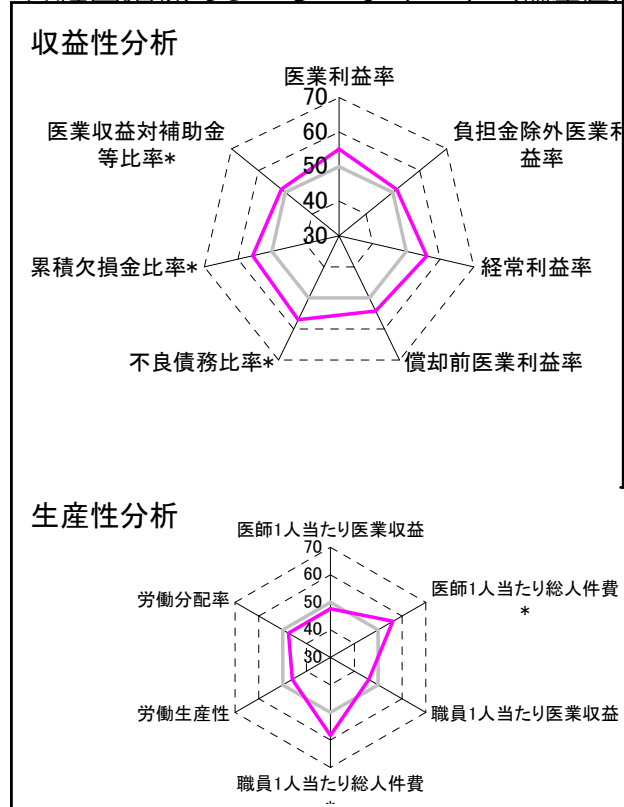 収益性分析
医業利益率
70
60
50
40
30
負担金除外医業利
益率
経常利益率
償却前医業利益率
不良債務比率*
累積欠損金比率*
医業収益対補助金
等比率*
生産性分析
医師1人当たり医業収益
70
60
50
40
30
医師1人当たり総人件費
*
職員1人当たり医業収益
職員1人当たり総人件費
*
労働生産性
労働分配率